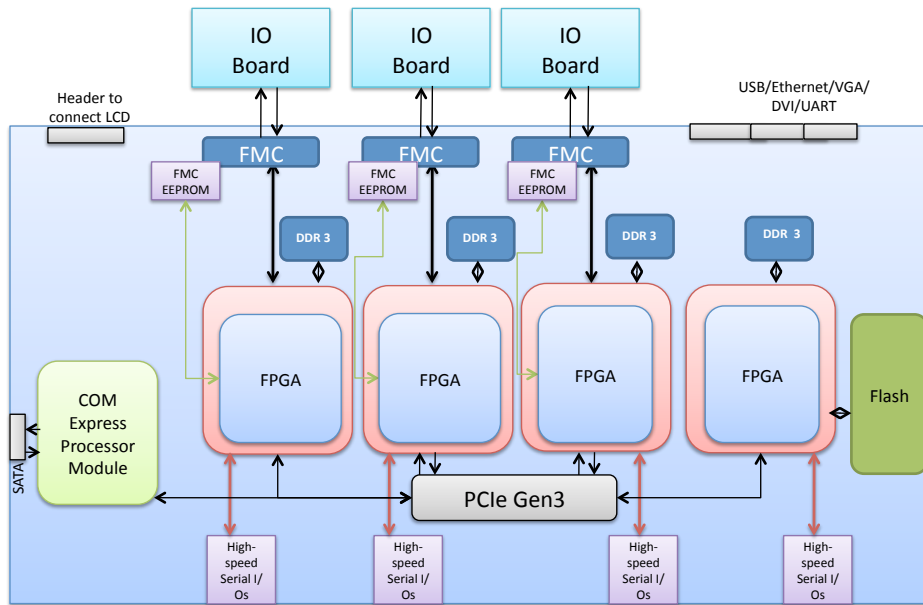 IO
Board
IO
Board
IO
Board
Header to
connect LCD
USB/Ethernet/VGA/
DVI/UART
FMC
FMC
FMC
FMC
EEPROM
FMC
EEPROM
FMC
EEPROM
DDR 3
DDR 3
DDR 3
DDR 3
FPGA
FPGA
FPGA
FPGA
Flash
COM
Express
Processor
Module
SATA
PCIe Gen3
High-
speed
Serial I/
Os
High-
speed
Serial I/
Os
High-
speed
Serial I/
Os
High-
speed
Serial I/
Os